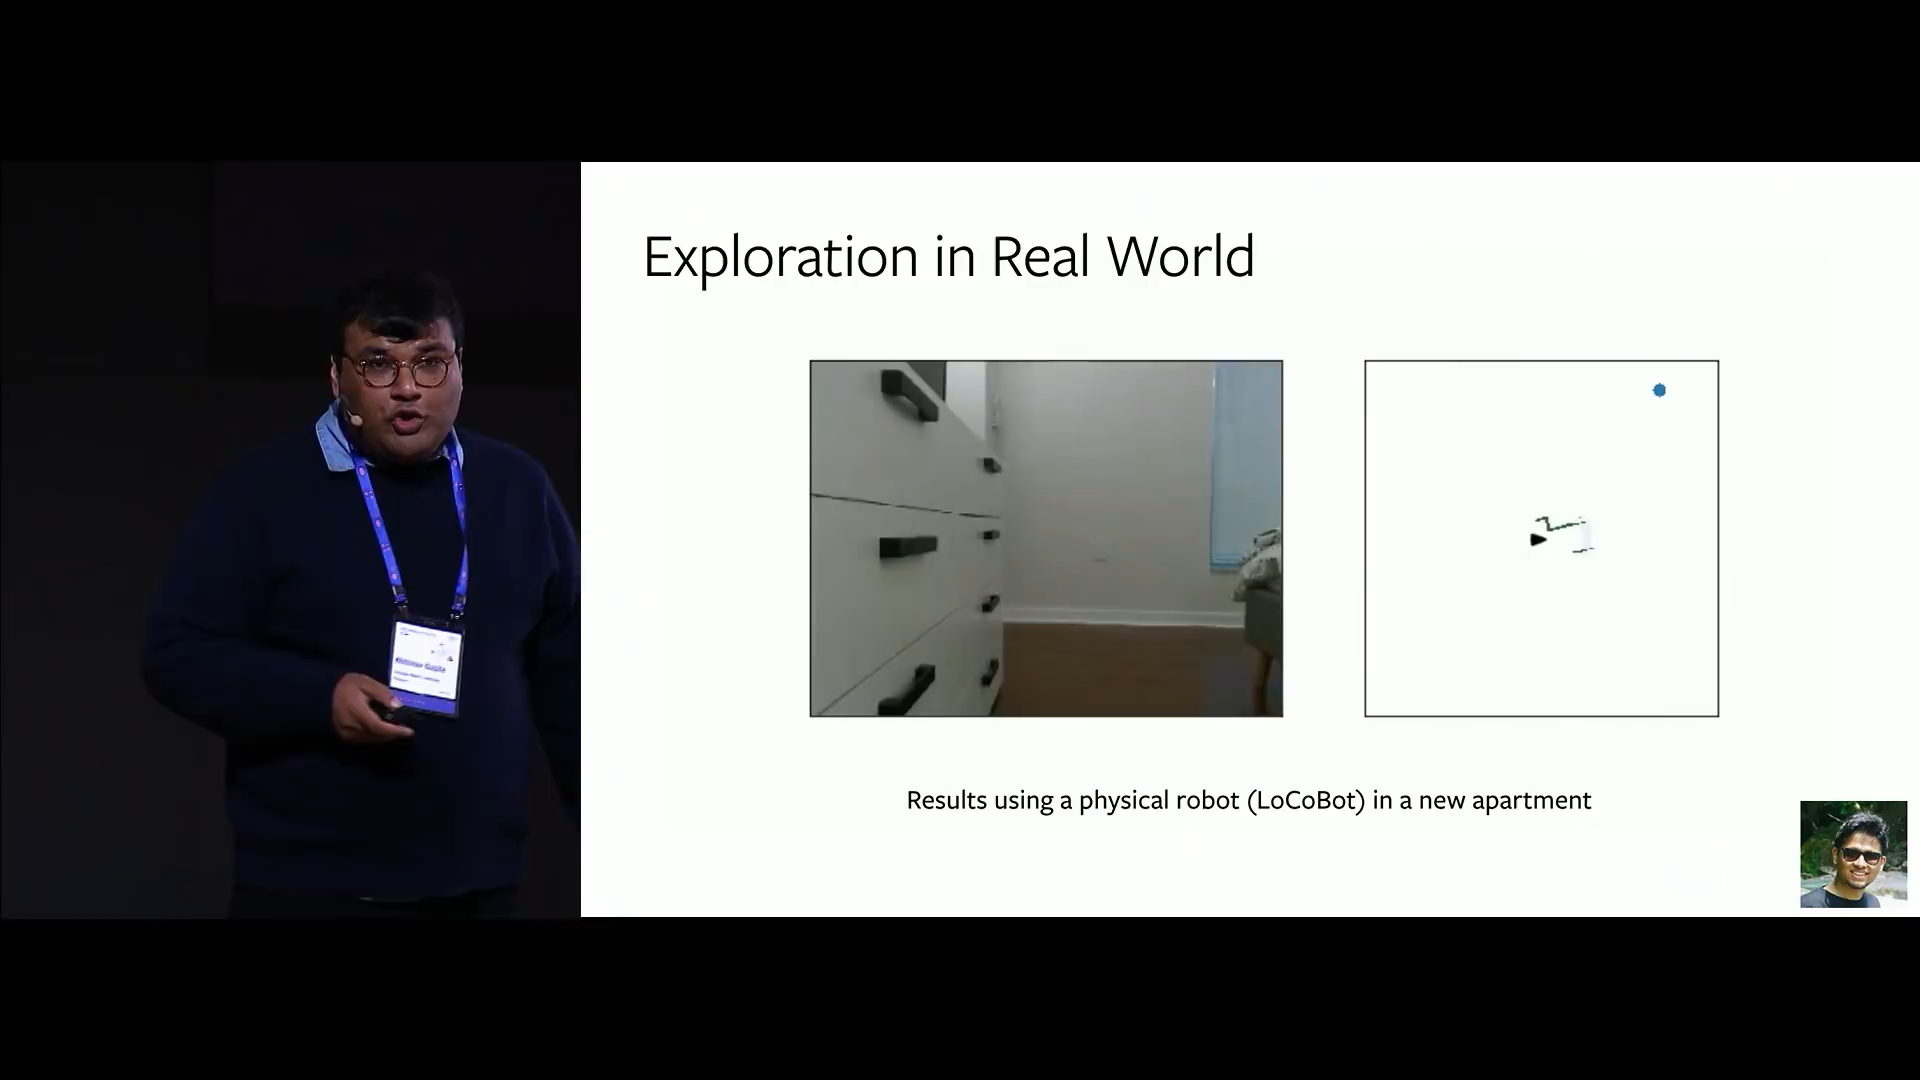 Exploration in Real World
Results using a physical robot (LoCoBot) in a new apartment